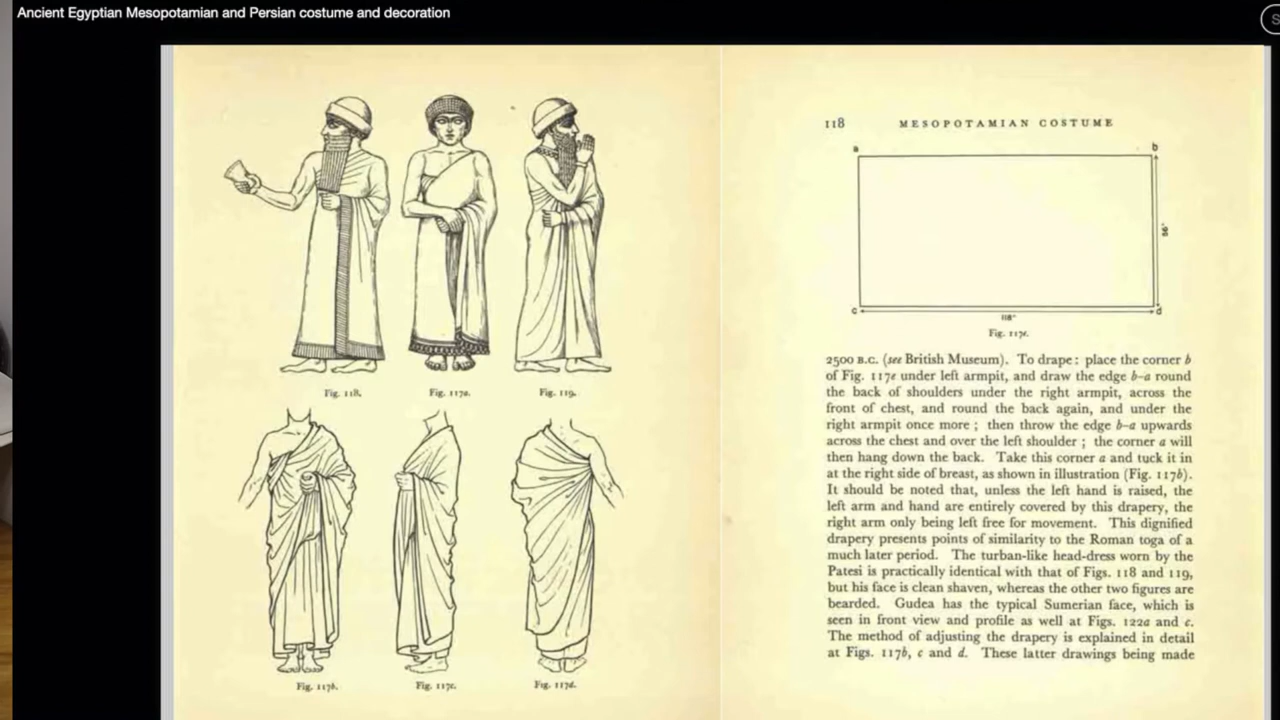 Ancient Egyptian Mesopotamian and Persian costume and decoration
S
Fig. 118.
Fig. 117a.
Fig. 119.
Fig. 117b.
Fig. 117c.
Fig. 117d.
118 MESOPOTAMIAN COSTUME
a b
56"
c d
118"
Fig. 117e.
2500 B.C. (see British Museum). To drape: place the corner b
of Fig. 117e under left armpit, and draw the edge b–a round
the back of shoulders under the right armpit, across the
front of chest, and round the back again, and under the
right armpit once more ; then throw the edge b–a upwards
across the chest and over the left shoulder ; the corner a will
then hang down the back. Take this corner a and tuck it in
at the right side of breast, as shown in illustration (Fig. 117b).
It should be noted that, unless the left hand is raised, the
left arm and hand are entirely covered by this drapery, the
right arm only being left free for movement. This dignified
drapery presents points of similarity to the Roman toga of a
much later period. The turban-like head-dress worn by the
Patesi is practically identical with that of Figs. 118 and 119,
but his face is clean shaven, whereas the other two figures are
bearded. Gudea has the typical Sumerian face, which is
seen in front view and profile as well at Figs. 122a and c.
The method of adjusting the drapery is explained in detail
at Figs. 117b, c and d. These latter drawings being made